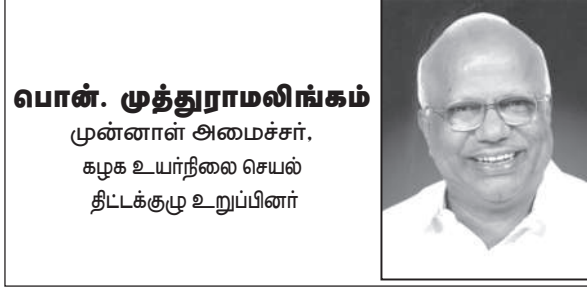 பொன். முத்துராமலிங்கம்
முன்னாள் அமைச்சர்,
கழக உயர்நிலை செயல்
திட்டக்குழு உறுப்பினர்